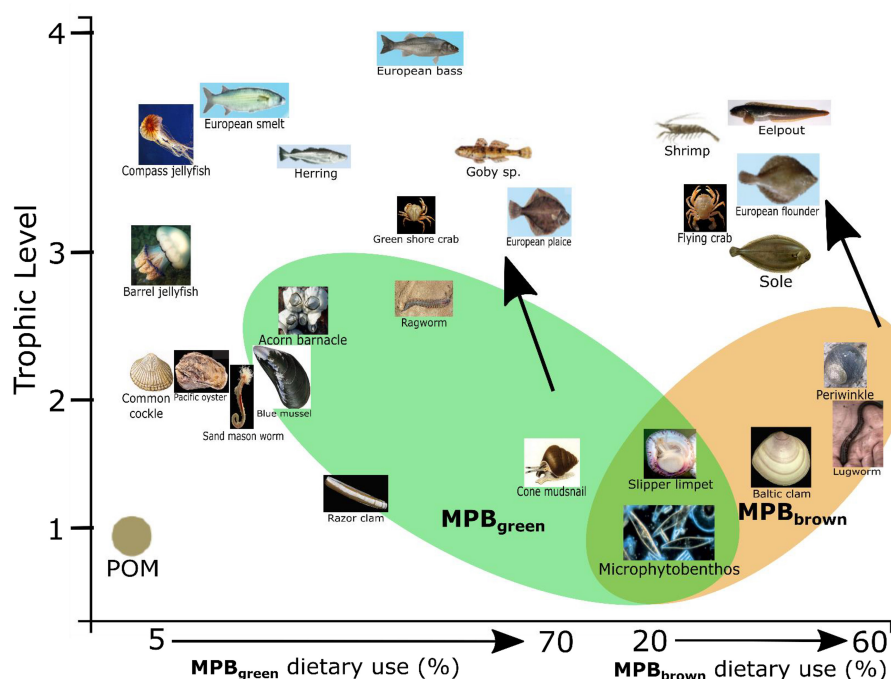 4
European bass
European smelt
Eelpout
Compass jellyfish
Herring
Goby sp.
Shrimp
European flounder
Green shore crab
European plaice
Flying crab
3
Sole
Barrel jellyfish
Ragworm
Acorn barnacle
Trophic Level
2
Common
cockle
Pacific oyster
Sand mason worm
Blue mussel
Periwinkle
Lugworm
Razor clam
Cone mudsnail
Slipper limpet
Baltic clam
MPBgreen
MPBbrown
1
POM
Microphytobenthos
5
70
20
60
MPBgreen dietary use (%)
MPBbrown dietary use (%)